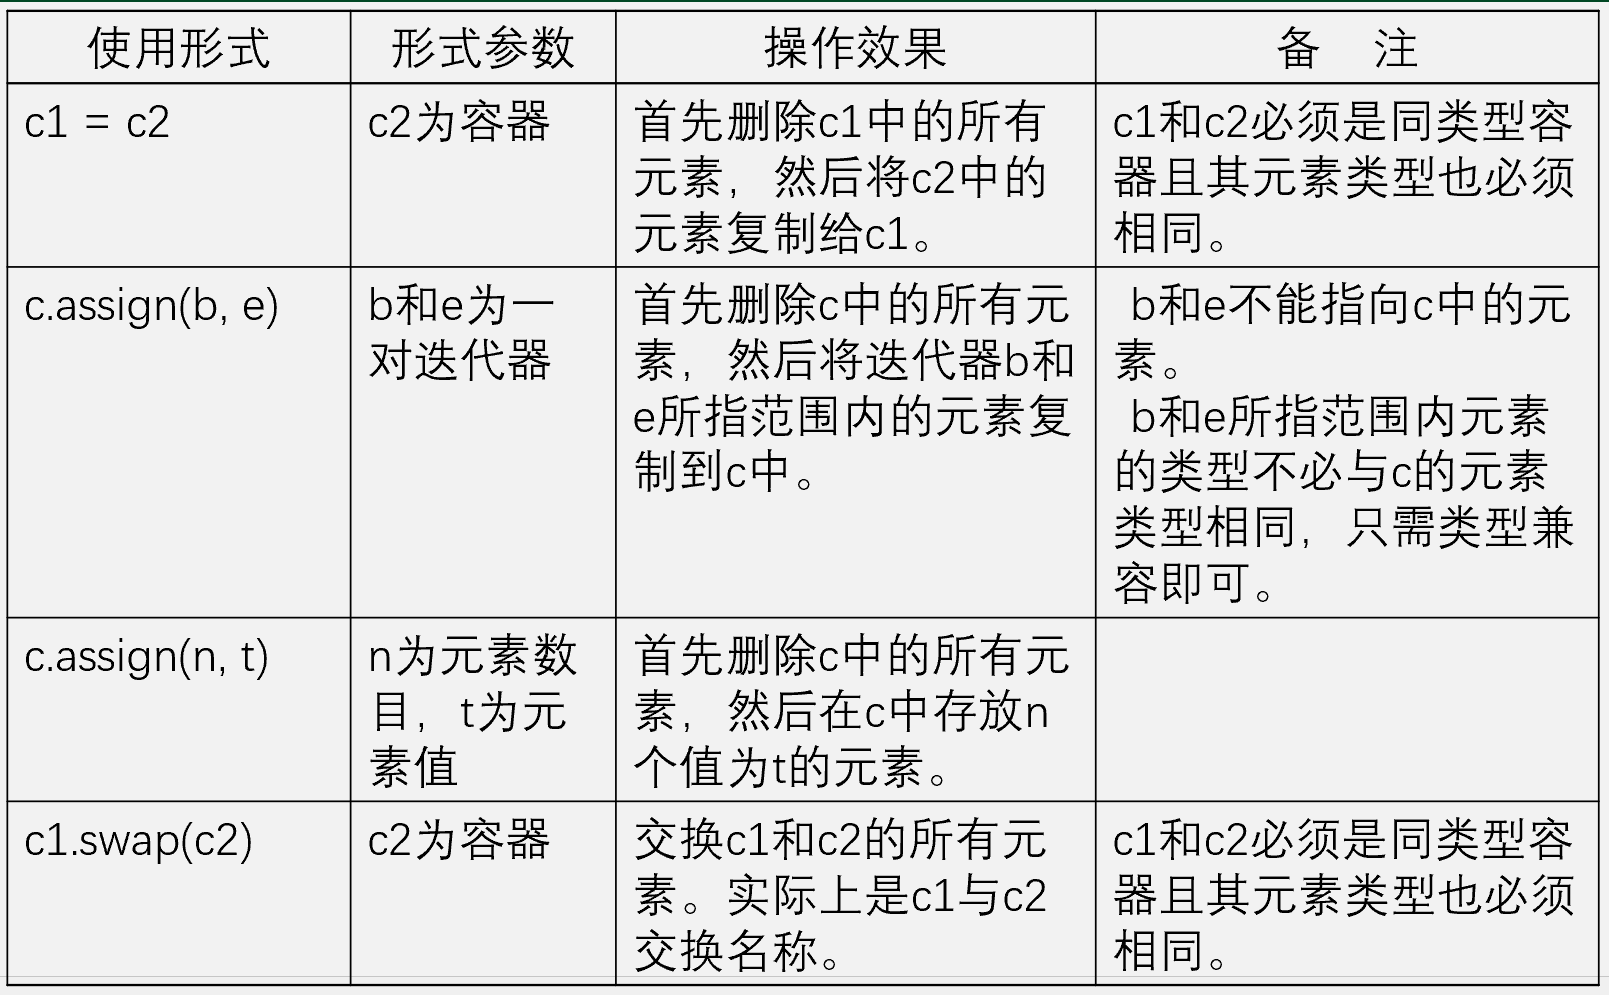 使用形式
形式参数
操作效果
备 注
c1 = c2
c2为容器
首先删除c1中的所有
元素，然后将c2中的
元素复制给c1。
c1和c2必须是同类型容
器且其元素类型也必须
相同。
c.assign(b, e)
b和e为一
对迭代器
首先删除c中的所有元
素，然后将迭代器b和
e所指范围内的元素复
制到c中。
b和e不能指向c中的元
素。
b和e所指范围内元素
的类型不必与c的元素
类型相同，只需类型兼
容即可。
c.assign(n, t)
n为元素数
目，t为元
素值
首先删除c中的所有元
素，然后在c中存放n
个值为t的元素。
c1.swap(c2)
c2为容器
交换c1和c2的所有元
素。实际上是c1与c2
交换名称。
c1和c2必须是同类型容
器且其元素类型也必须
相同。